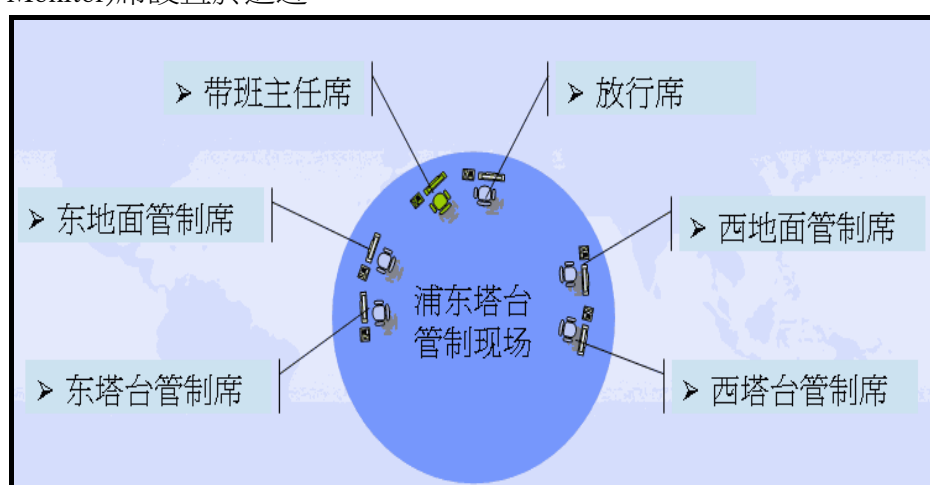 ➢ 带班主任席
➢ 放行席
➢ 东地面管制席
➢ 西地面管制席
浦东塔台
管制现场
➢ 东塔台管制席
➢ 西塔台管制席